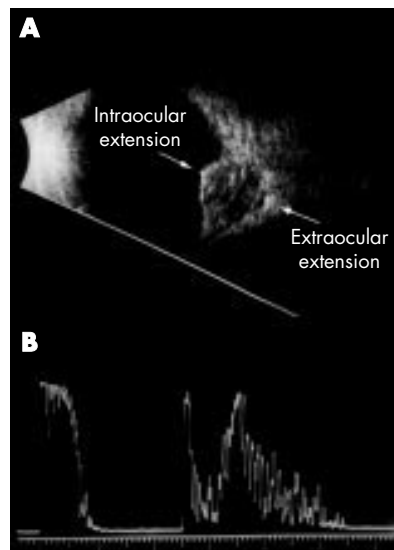 A
Intraocular
extension
Extraocular
extension
B